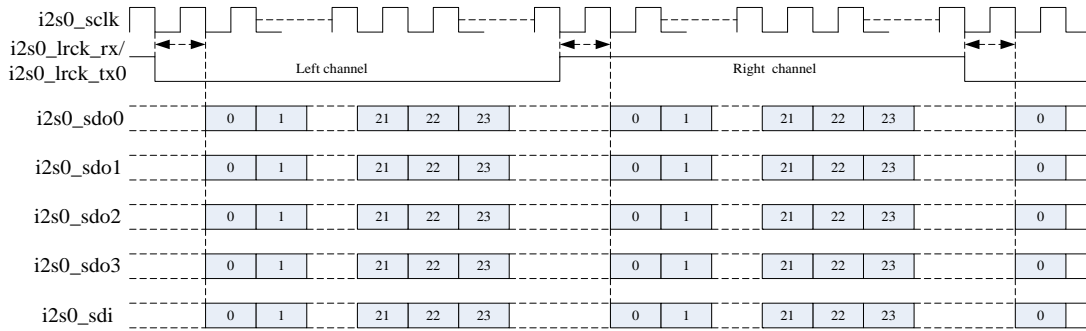 i2s0_sclk
i2s0_lrck_rx/
i2s0_lrck_tx0
Left channel
Right channel
i2s0_sdo0
0 1 21 22 23 0 1 21 22 23 0
i2s0_sdo1
0 1 21 22 23 0 1 21 22 23 0
i2s0_sdo2
0 1 21 22 23 0 1 21 22 23 0
i2s0_sdo3
0 1 21 22 23 0 1 21 22 23 0
i2s0_sdi
0 1 21 22 23 0 1 21 22 23 0